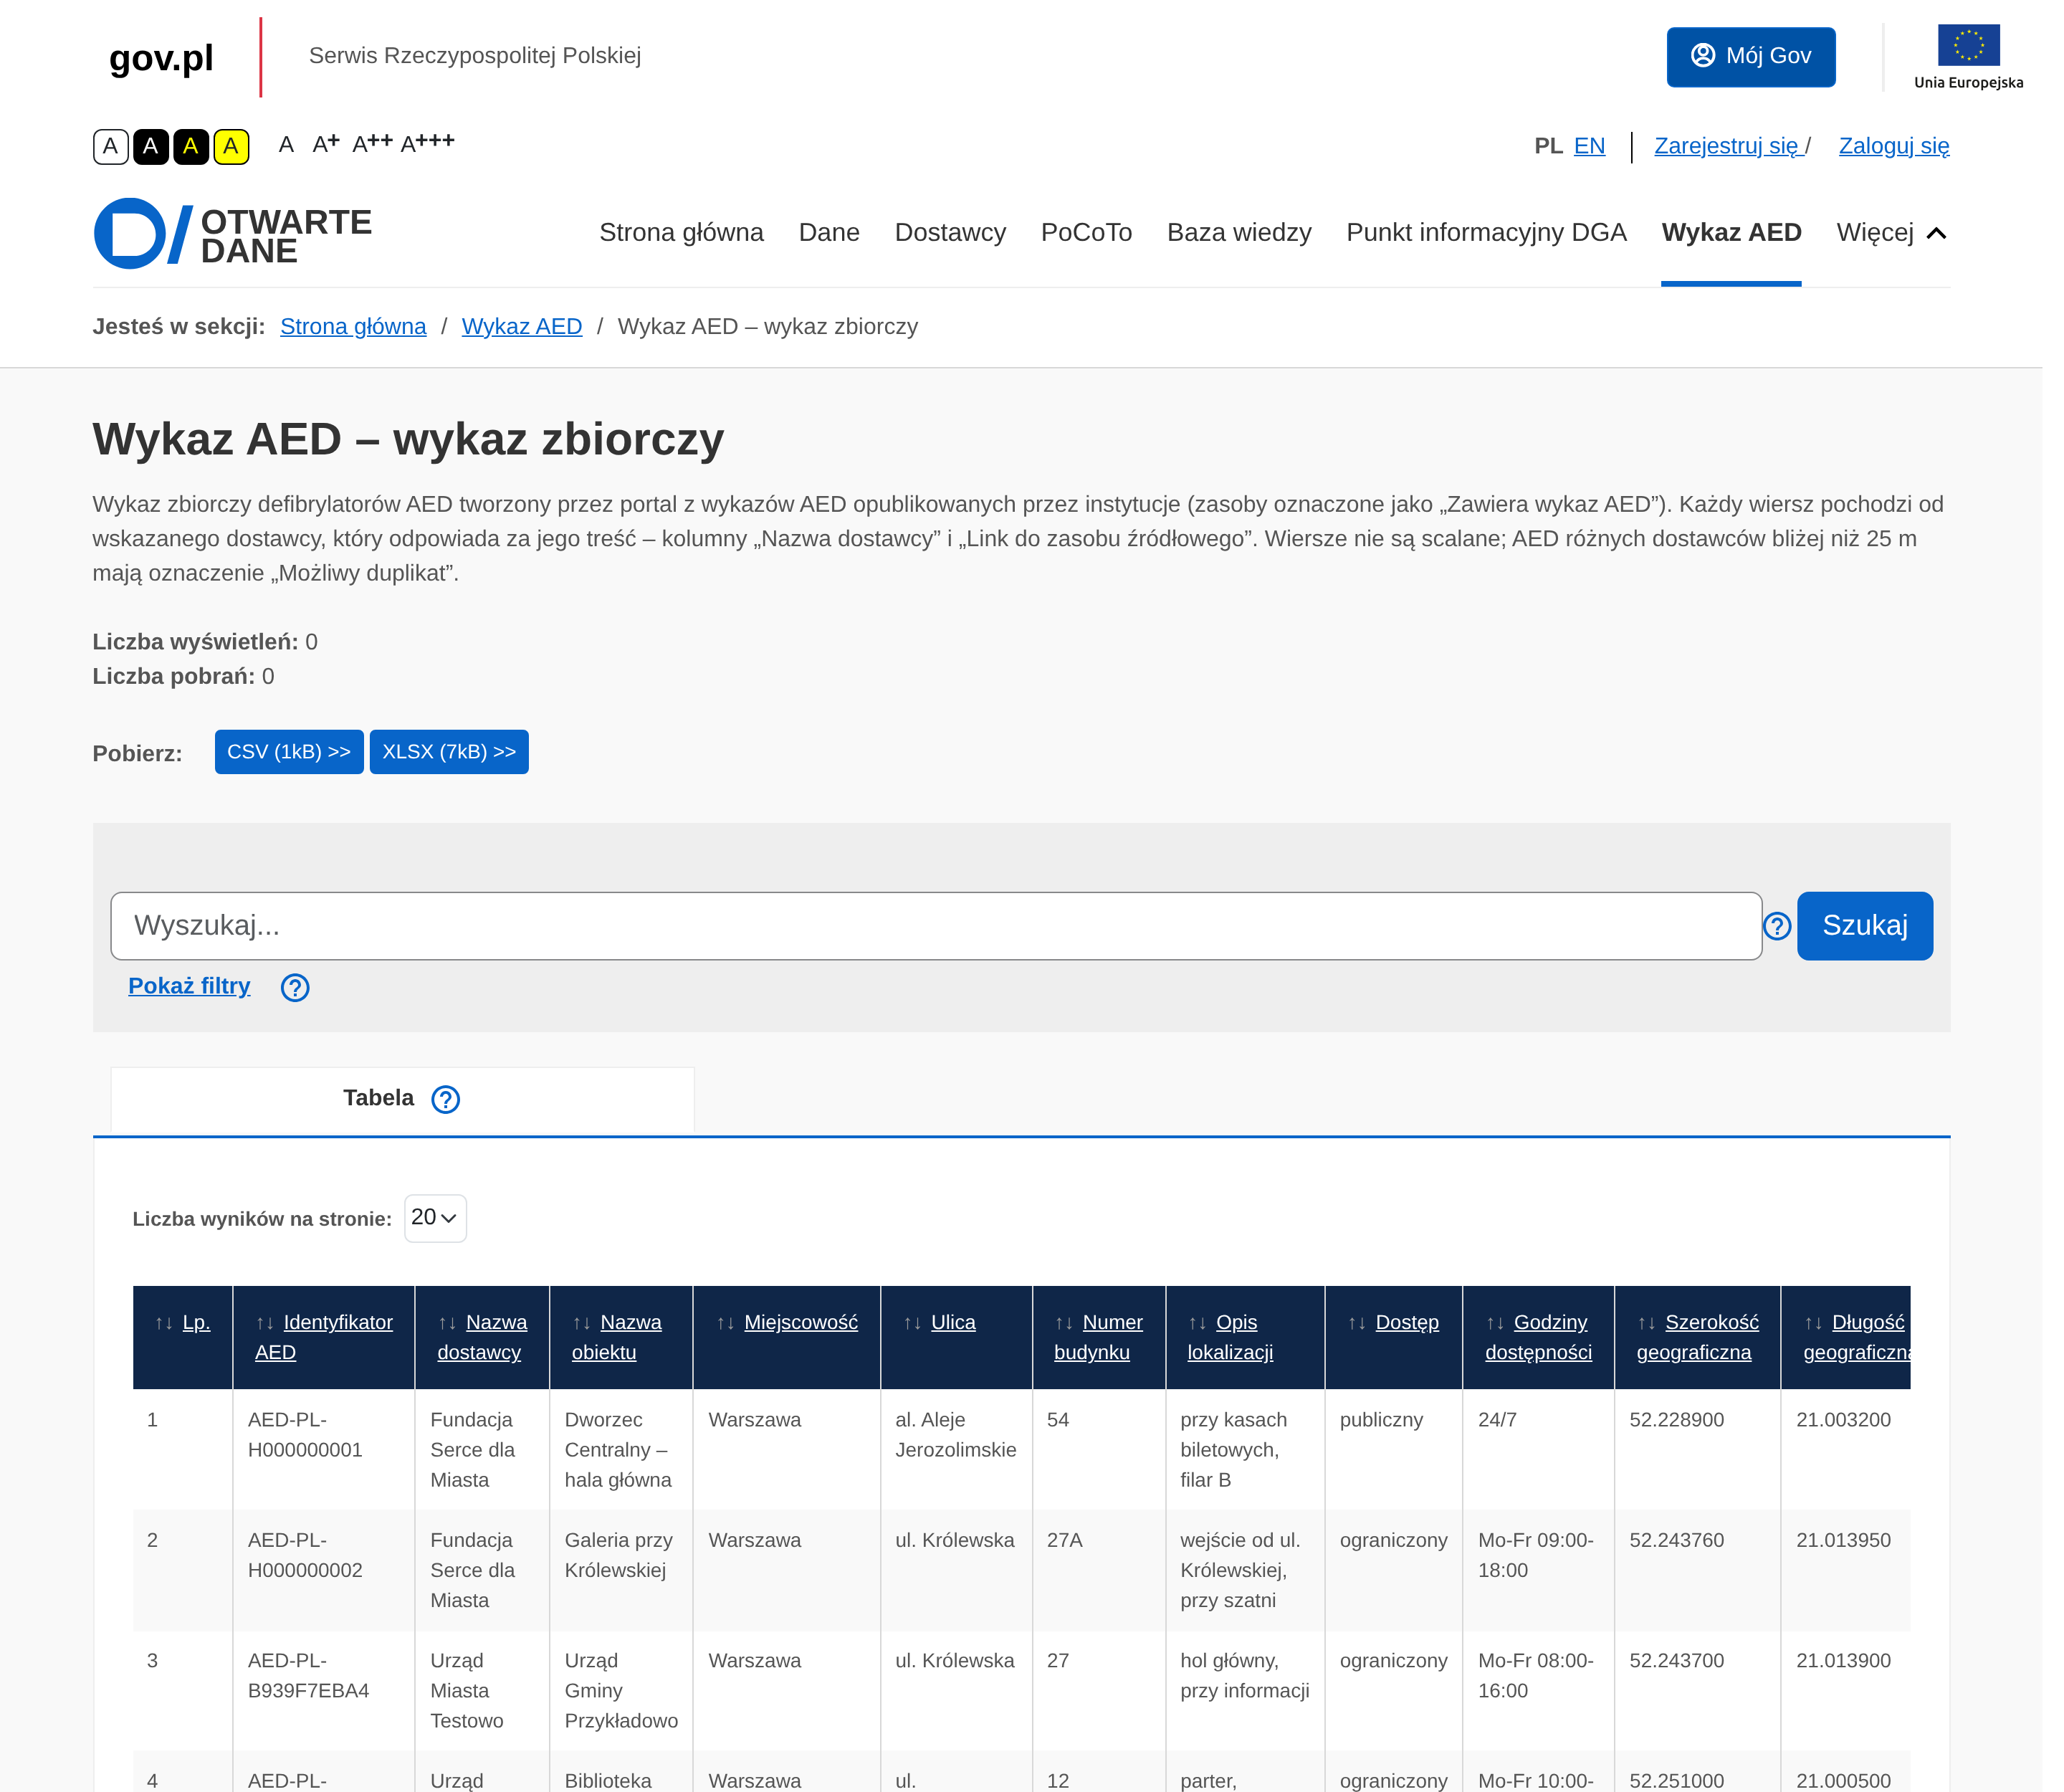 gov.pl
Serwis Rzeczypospolitej Polskiej
Mój Gov
Unia Europejska
A A A A A A+ A++ A+++
PL EN Zarejestruj się / Zaloguj się
OTWARTE
DANE
Strona główna Dane Dostawcy PoCoTo Baza wiedzy Punkt informacyjny DGA Wykaz AED Więcej
Jesteś w sekcji: Strona główna / Wykaz AED / Wykaz AED – wykaz zbiorczy
Wykaz AED – wykaz zbiorczy
Wykaz zbiorczy defibrylatorów AED tworzony przez portal z wykazów AED opublikowanych przez instytucje (zasoby oznaczone jako „Zawiera wykaz AED”). Każdy wiersz pochodzi od
wskazanego dostawcy, który odpowiada za jego treść – kolumny „Nazwa dostawcy” i „Link do zasobu źródłowego”. Wiersze nie są scalane; AED różnych dostawców bliżej niż 25 m
mają oznaczenie „Możliwy duplikat”.
Liczba wyświetleń: 0
Liczba pobrań: 0
Pobierz: CSV (1kB) >> XLSX (7kB) >>
Wyszukaj... ? Szukaj
Pokaż filtry ?
Tabela ?
Liczba wyników na stronie: 20
↑↓ Lp. ↑↓ Identyfikator ↑↓ Nazwa ↑↓ Nazwa ↑↓ Miejscowość ↑↓ Ulica ↑↓ Numer ↑↓ Opis ↑↓ Dostęp ↑↓ Godziny ↑↓ Szerokość ↑↓ Długość
AED dostawcy obiektu budynku lokalizacji dostępności geograficzna geograficzna
1 AED-PL- Fundacja Dworzec Warszawa al. Aleje 54 przy kasach publiczny 24/7 52.228900 21.003200
H000000001 Serce dla Centralny – Jerozolimskie biletowych,
Miasta hala główna filar B
2 AED-PL- Fundacja Galeria przy Warszawa ul. Królewska 27A wejście od ul. ograniczony Mo-Fr 09:00- 52.243760 21.013950
H000000002 Serce dla Królewskiej Królewskiej, 18:00
Miasta przy szatni
3 AED-PL- Urząd Urząd Warszawa ul. Królewska 27 hol główny, ograniczony Mo-Fr 08:00- 52.243700 21.013900
B939F7EBA4 Miasta Gminy przy informacji 16:00
Testowo Przykładowo
4 AED-PL- Urząd Biblioteka Warszawa ul. 12 parter, ograniczony Mo-Fr 10:00- 52.251000 21.000500